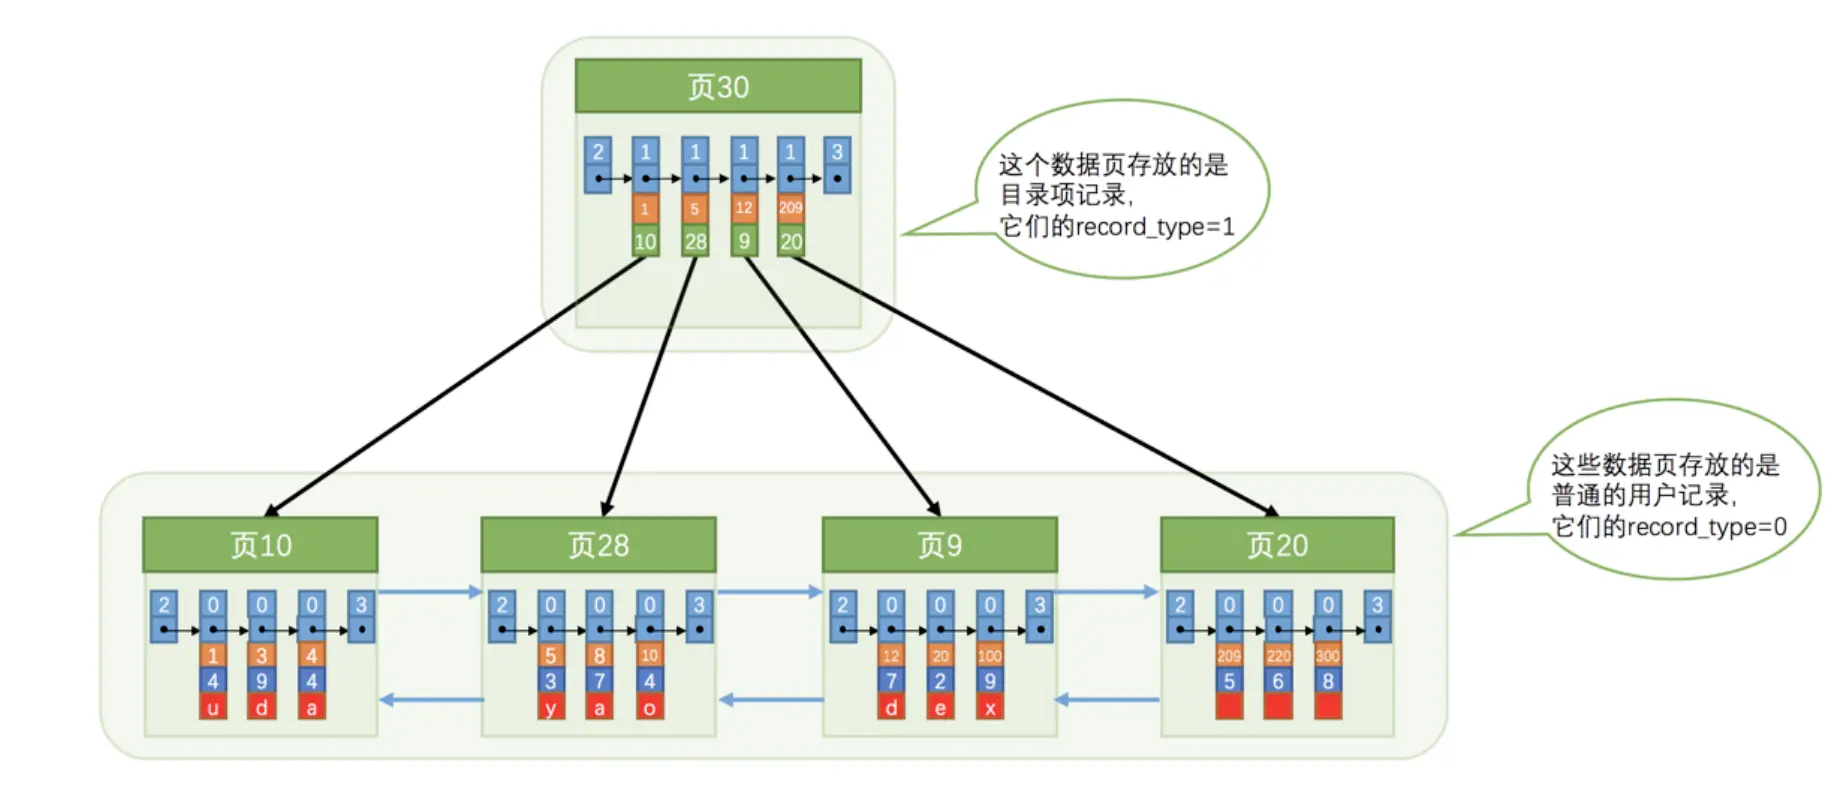 页30
2 1 1 1 1 3
1 5 12 209
10 28 9 20
这个数据页存放的是
目录项记录，
它们的record_type=1
这些数据页存放的是
普通的用户记录，
它们的record_type=0
页10
2 0 0 0 3
1 3 4
4 9 4
u d a
页28
2 0 0 0 3
5 8 10
3 7 4
y a o
页9
2 0 0 0 3
12 20 100
7 2 9
d e x
页20
2 0 0 0 3
209 220 300
5 6 8